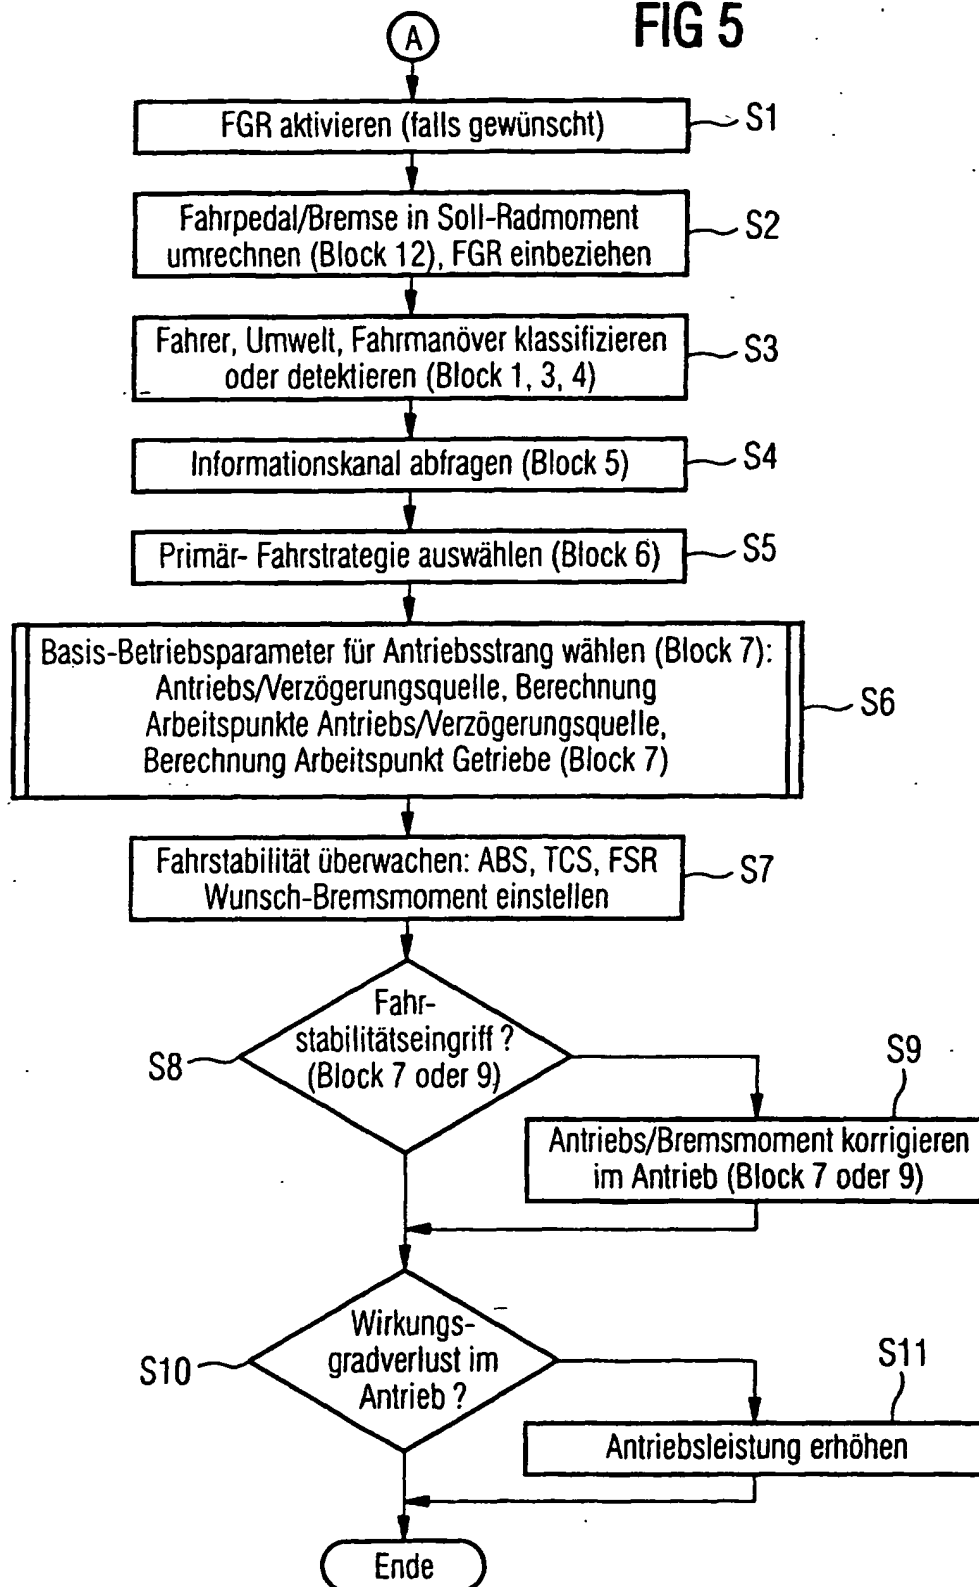 FIG 5
A
FGR aktivieren (falls gewünscht)
S1
Fahrpedal/Bremse in Soll-Radmoment
umrechnen (Block 12), FGR einbeziehen
S2
Fahrer, Umwelt, Fahrmanöver klassifizieren
oder detektieren (Block 1, 3, 4)
S3
Informationskanal abfragen (Block 5)
S4
Primär- Fahrstrategie auswählen (Block 6)
S5
Basis-Betriebsparameter für Antriebsstrang wählen (Block 7):
Antriebs/Verzögerungsquelle, Berechnung
Arbeitspunkte Antriebs/Verzögerungsquelle,
Berechnung Arbeitspunkt Getriebe (Block 7)
S6
Fahrstabilität überwachen: ABS, TCS, FSR
Wunsch-Bremsmoment einstellen
S7
Fahr-
stabilitätseingriff ?
(Block 7 oder 9)
S8
S9
Antriebs/Bremsmoment korrigieren
im Antrieb (Block 7 oder 9)
Wirkungs-
gradverlust im
Antrieb ?
S10
S11
Antriebsleistung erhöhen
Ende